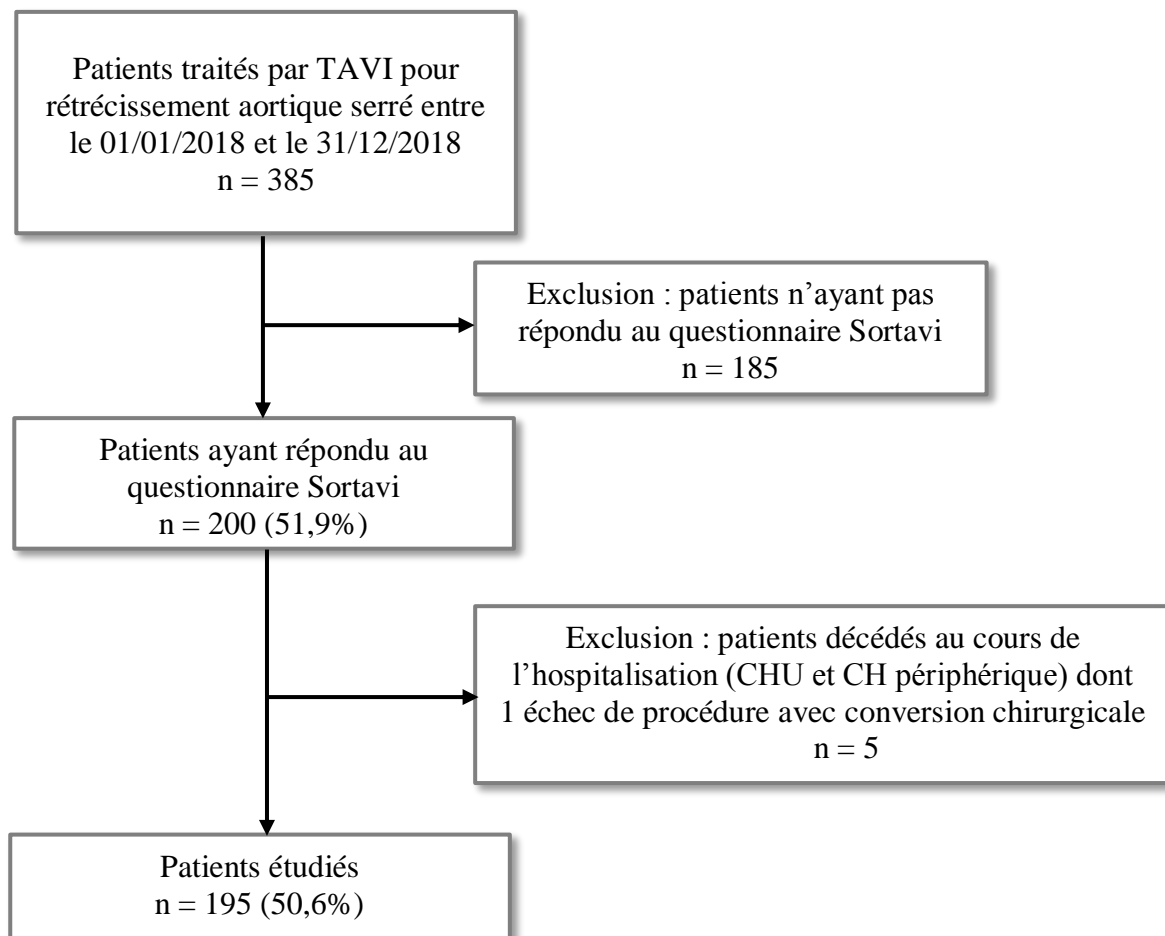 Patients traités par TAVI pour
rétrécissement aortique serré entre
le 01/01/2018 et le 31/12/2018
n = 385
Exclusion : patients n’ayant pas
répondu au questionnaire Sortavi
n = 185
Patients ayant répondu au
questionnaire Sortavi
n = 200 (51,9%)
Exclusion : patients décédés au cours de
l’hospitalisation (CHU et CH périphérique) dont
1 échec de procédure avec conversion chirurgicale
n = 5
Patients étudiés
n = 195 (50,6%)